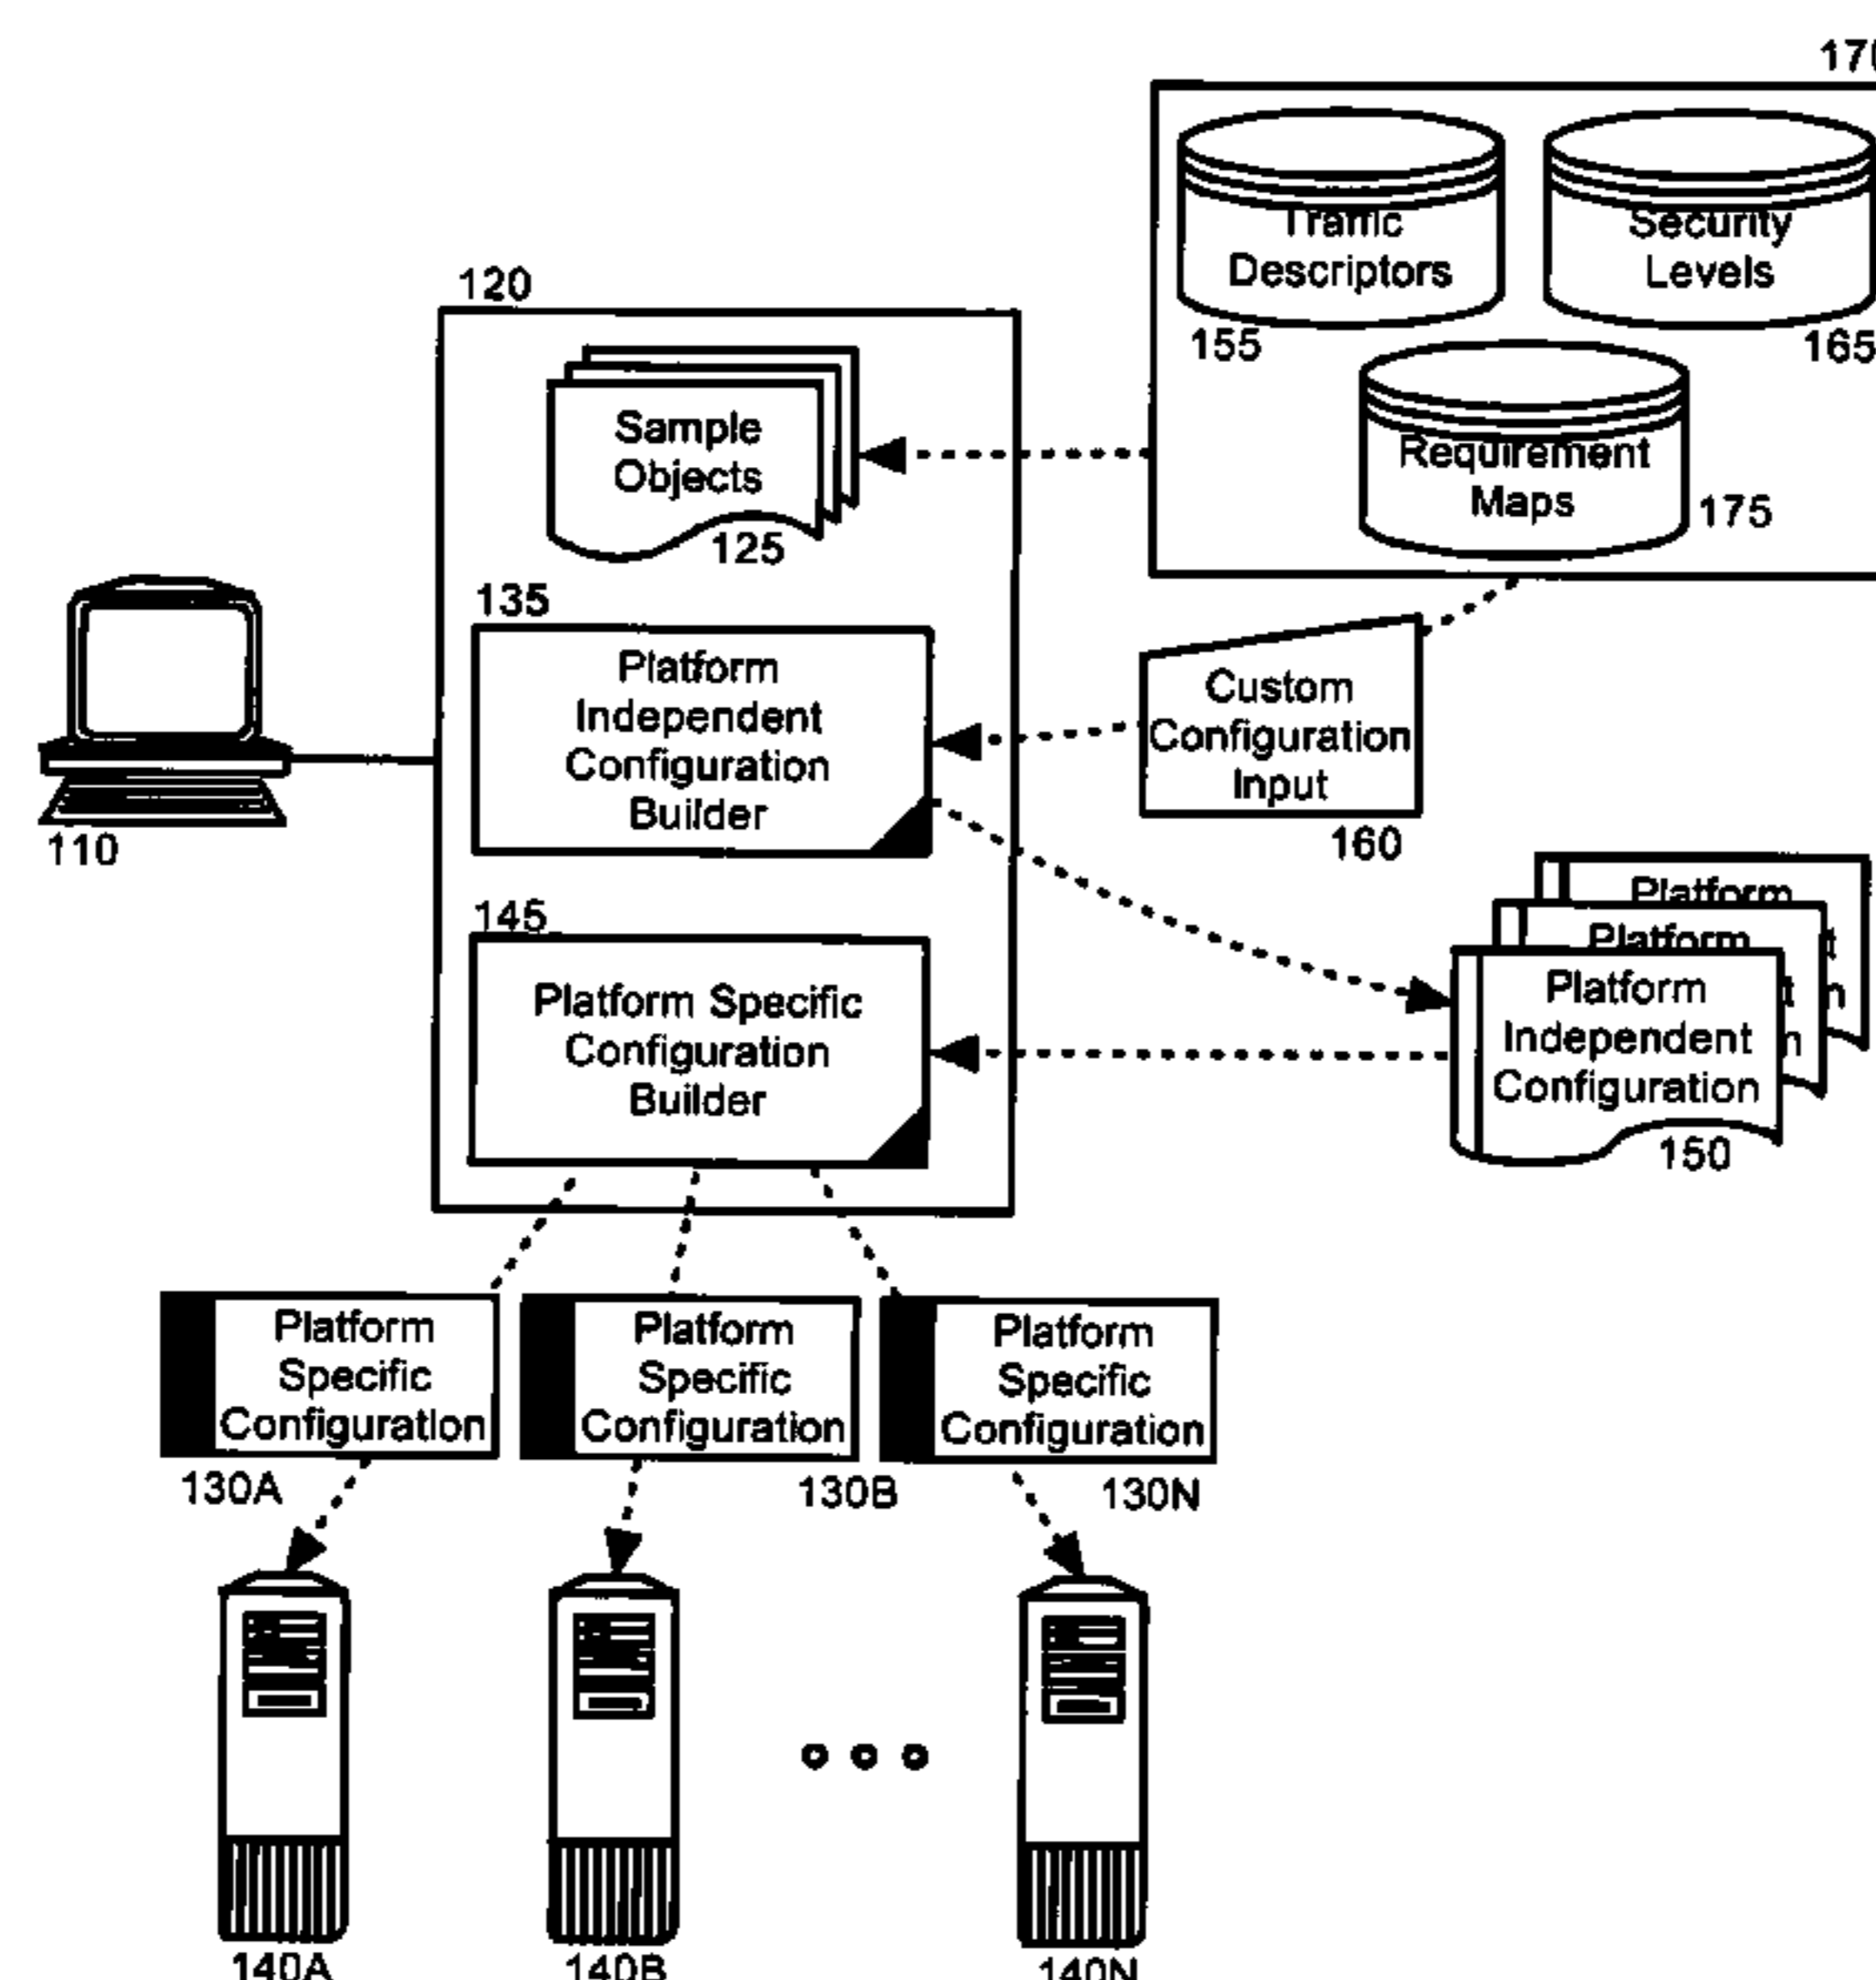 170
Traffic
Descriptors
155
Security
Levels
165
Requirement
Maps
175
120
Sample
Objects
125
110
135
Platform
Independent
Configuration
Builder
Custom
Configuration
Input
160
145
Platform Specific
Configuration
Builder
Platform
t
n
Platform
t
n
Platform
Independent
Configuration
150
Platform
Specific
Configuration
130A
Platform
Specific
Configuration
130B
Platform
Specific
Configuration
130N
140A
140B
140N